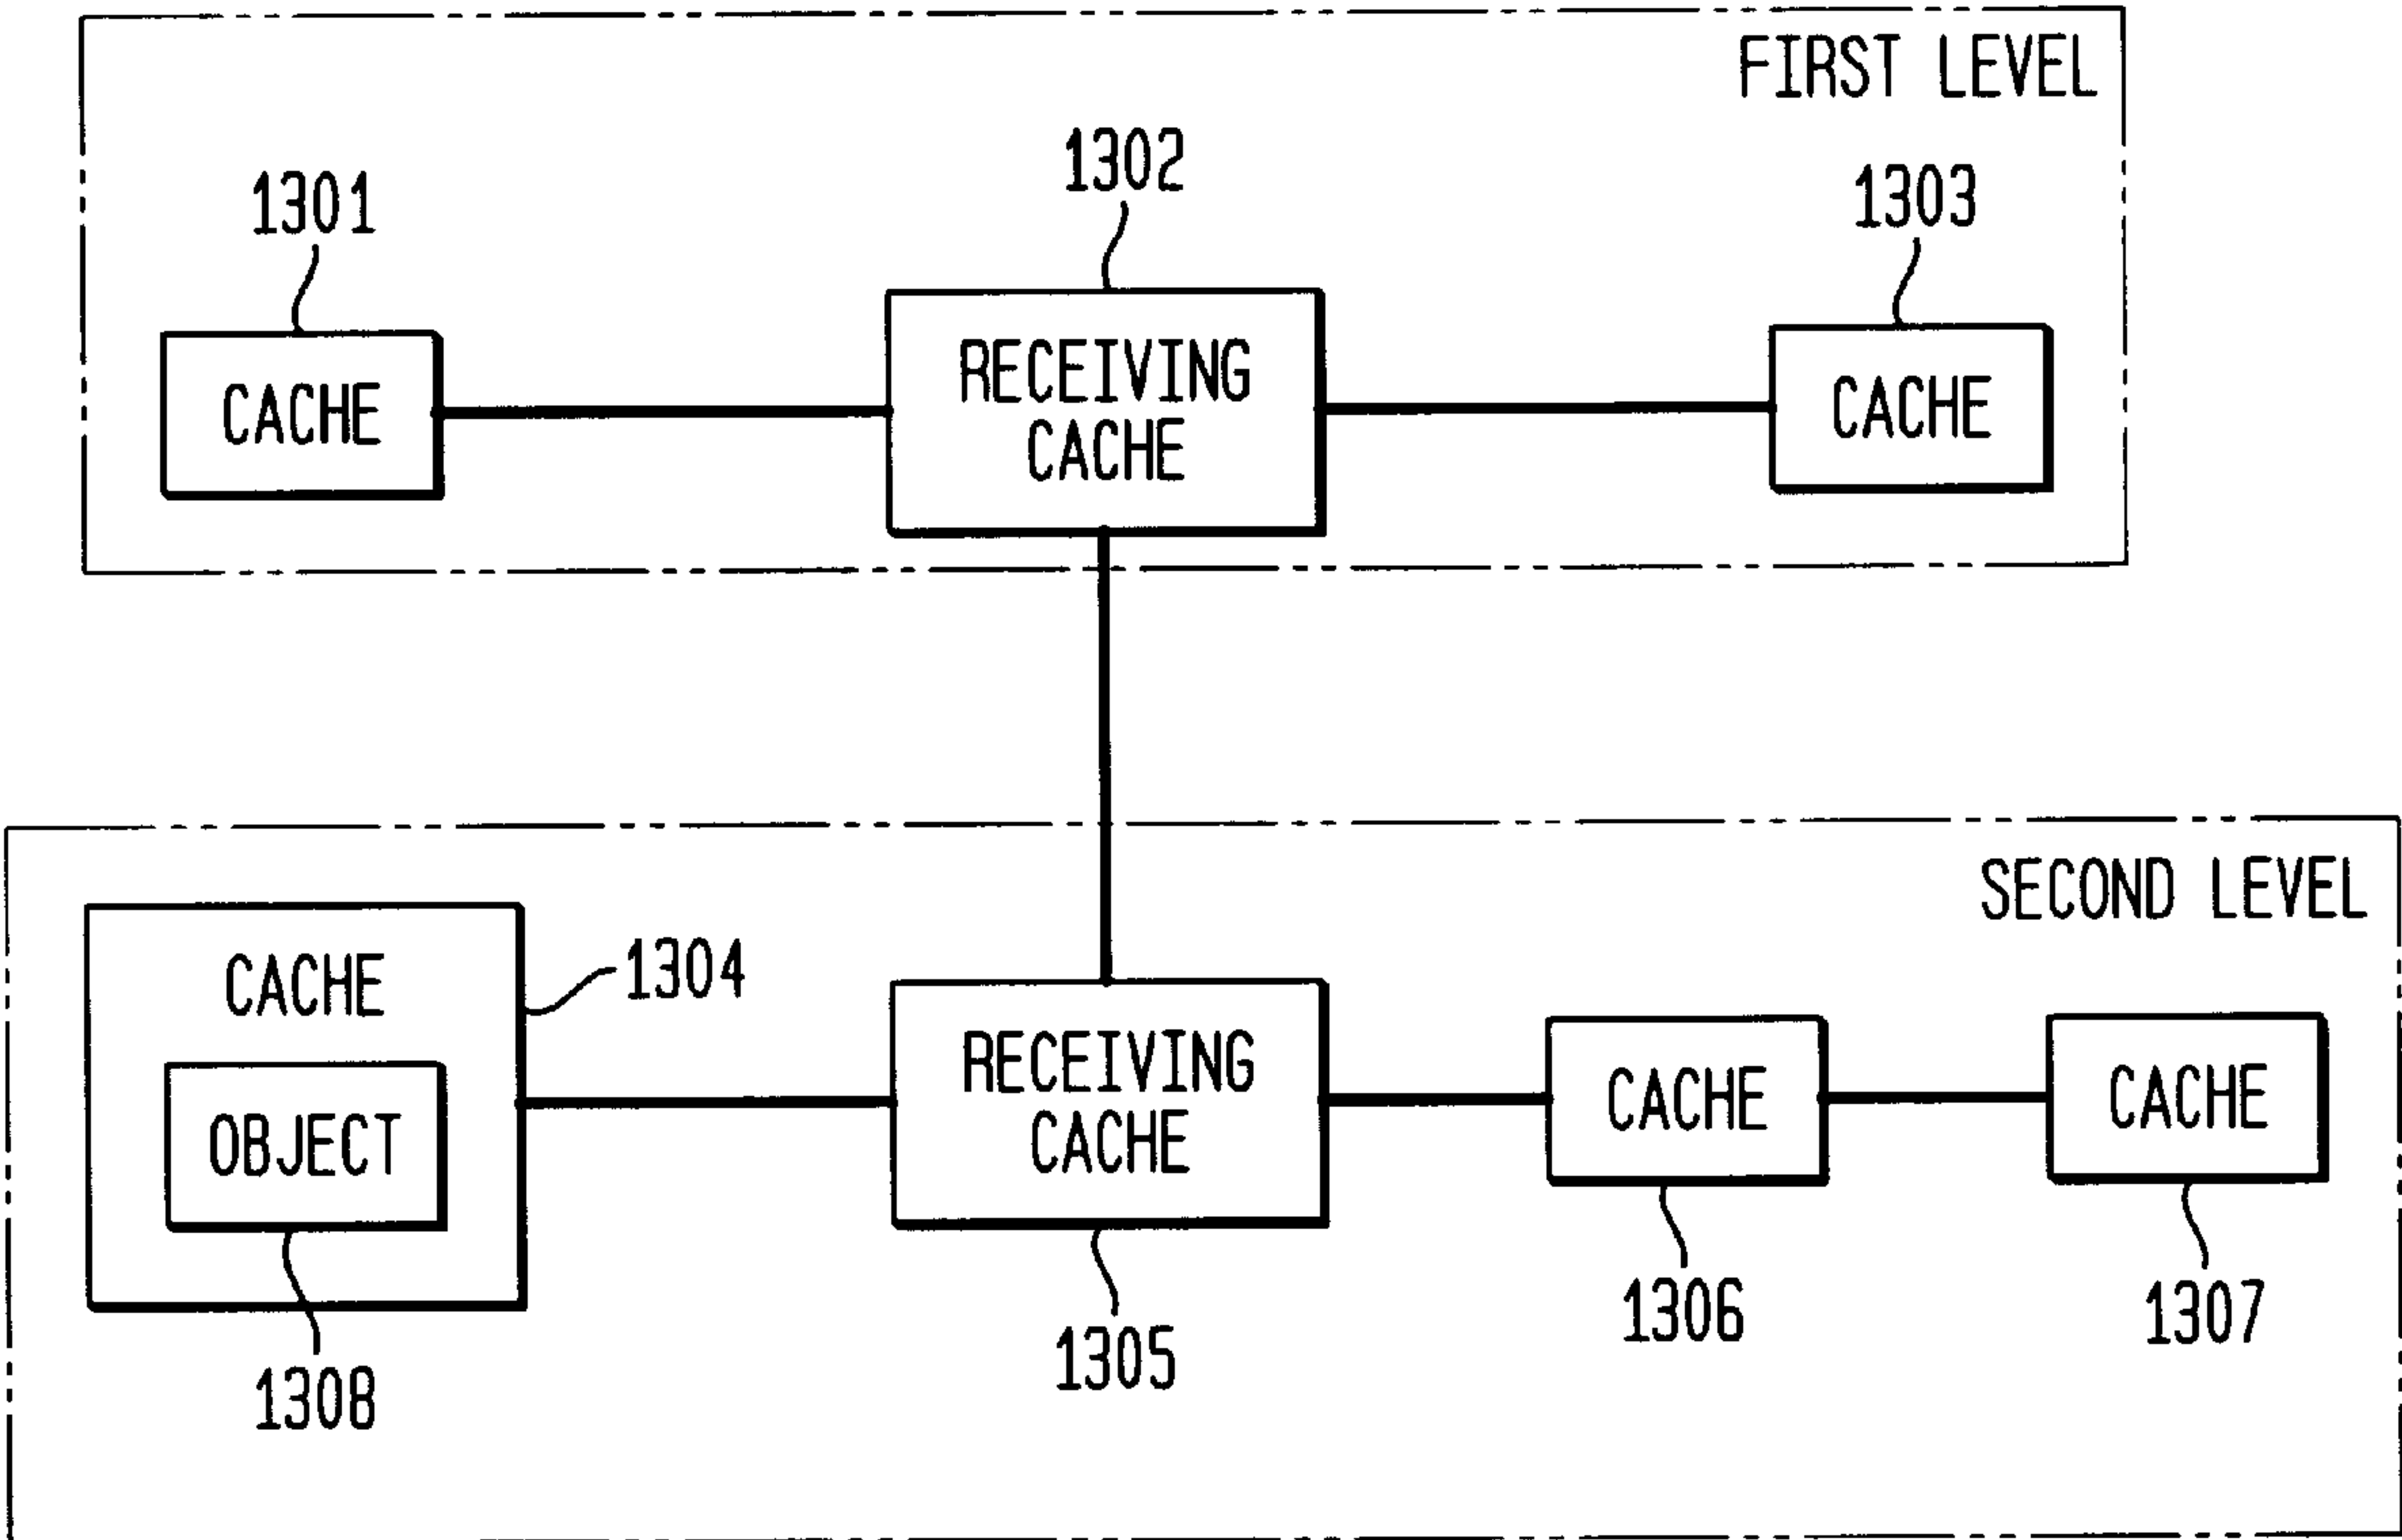 FIRST LEVEL
1302
1303
1301
RECEIVING
CACHE
CACHE
CACHE
SECOND LEVEL
CACHE
1304
RECEIVING
CACHE
CACHE
CACHE
OBJECT
1306
1307
1305
1308